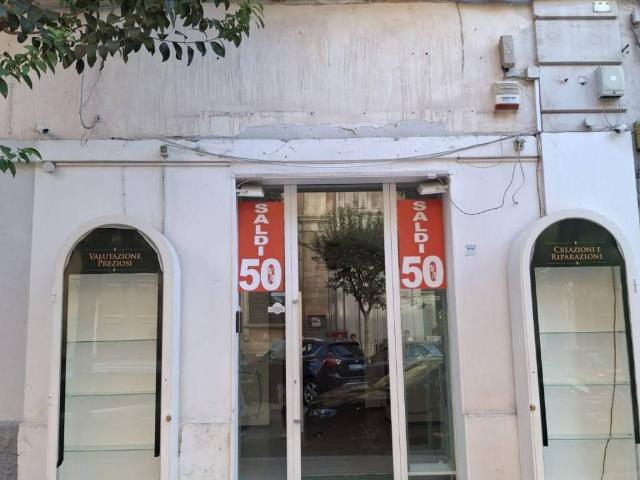 VALUTAZIONE
PREZIOSI
SALDI
50%
SALDI
50%
CREAZIONI E
RIPARAZIONI